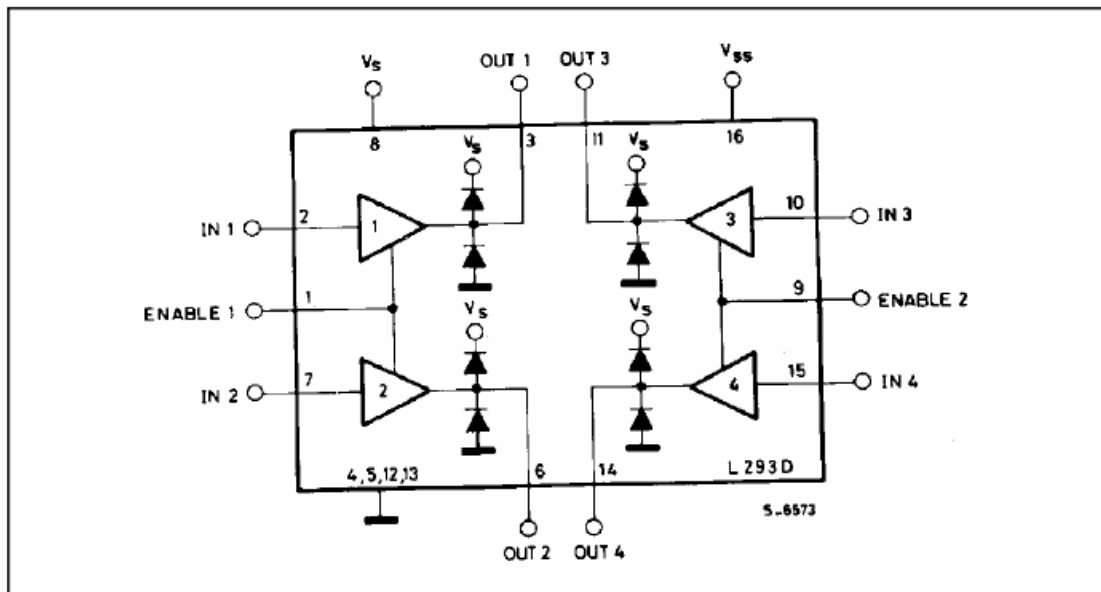 OUT 1 OUT 3
Vs Vss
8 3 11 16
Vs Vs
IN 1 2 1 3 10 IN 3
ENABLE 1 1 9 ENABLE 2
Vs Vs
IN 2 7 2 4 15 IN 4
4,5,12,13 6 14 L293D
S-6573
OUT 2 OUT 4